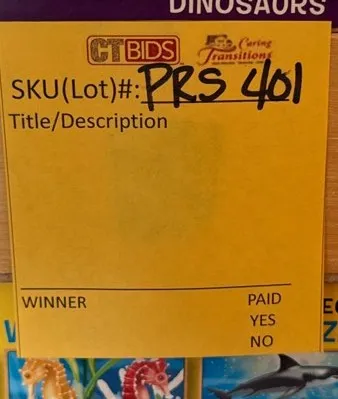 DINOSAURS
CTBIDS Caring Transitions
SKU(Lot)#: PRS 401
Title/Description
WINNER PAID
YES
NO